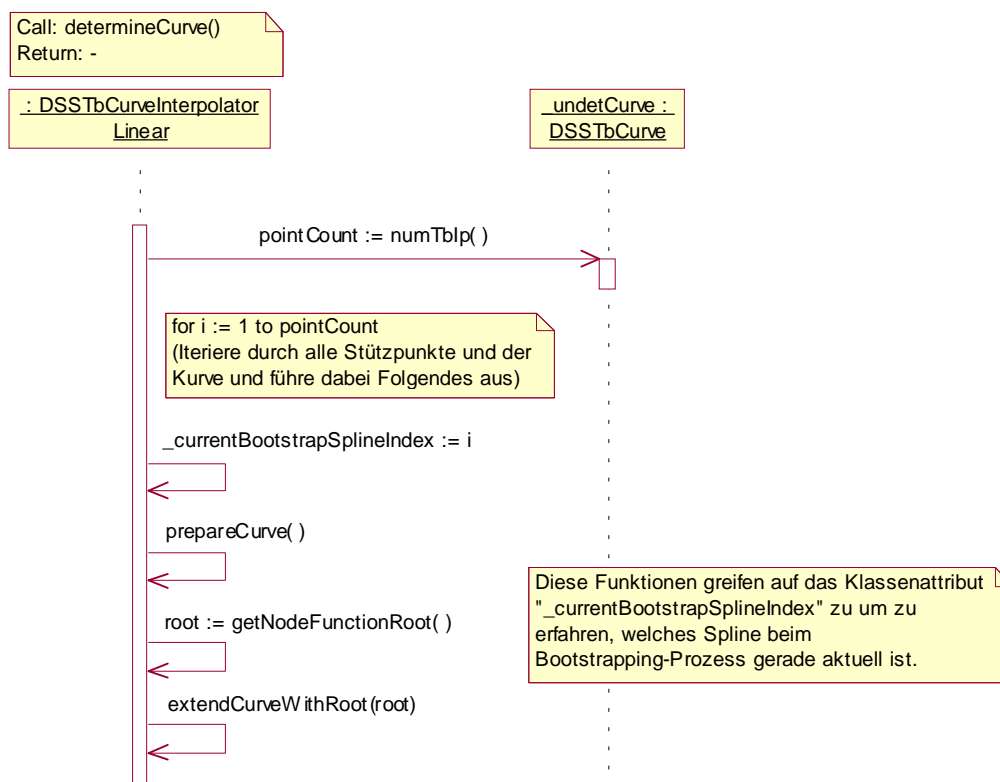 Call: determineCurve()
Return: -
: DSSTbCurveInterpolator
Linear
_undetCurve :
DSSTbCurve
pointCount := numTbIp( )
for i := 1 to pointCount
(Iteriere durch alle Stützpunkte und der
Kurve und führe dabei Folgendes aus)
_currentBootstrapSplineIndex := i
prepareCurve( )
Diese Funktionen greifen auf das Klassenattribut
"_currentBootstrapSplineIndex" zu um zu
erfahren, welches Spline beim
Bootstrapping-Prozess gerade aktuell ist.
root := getNodeFunctionRoot( )
extendCurveWithRoot(root)